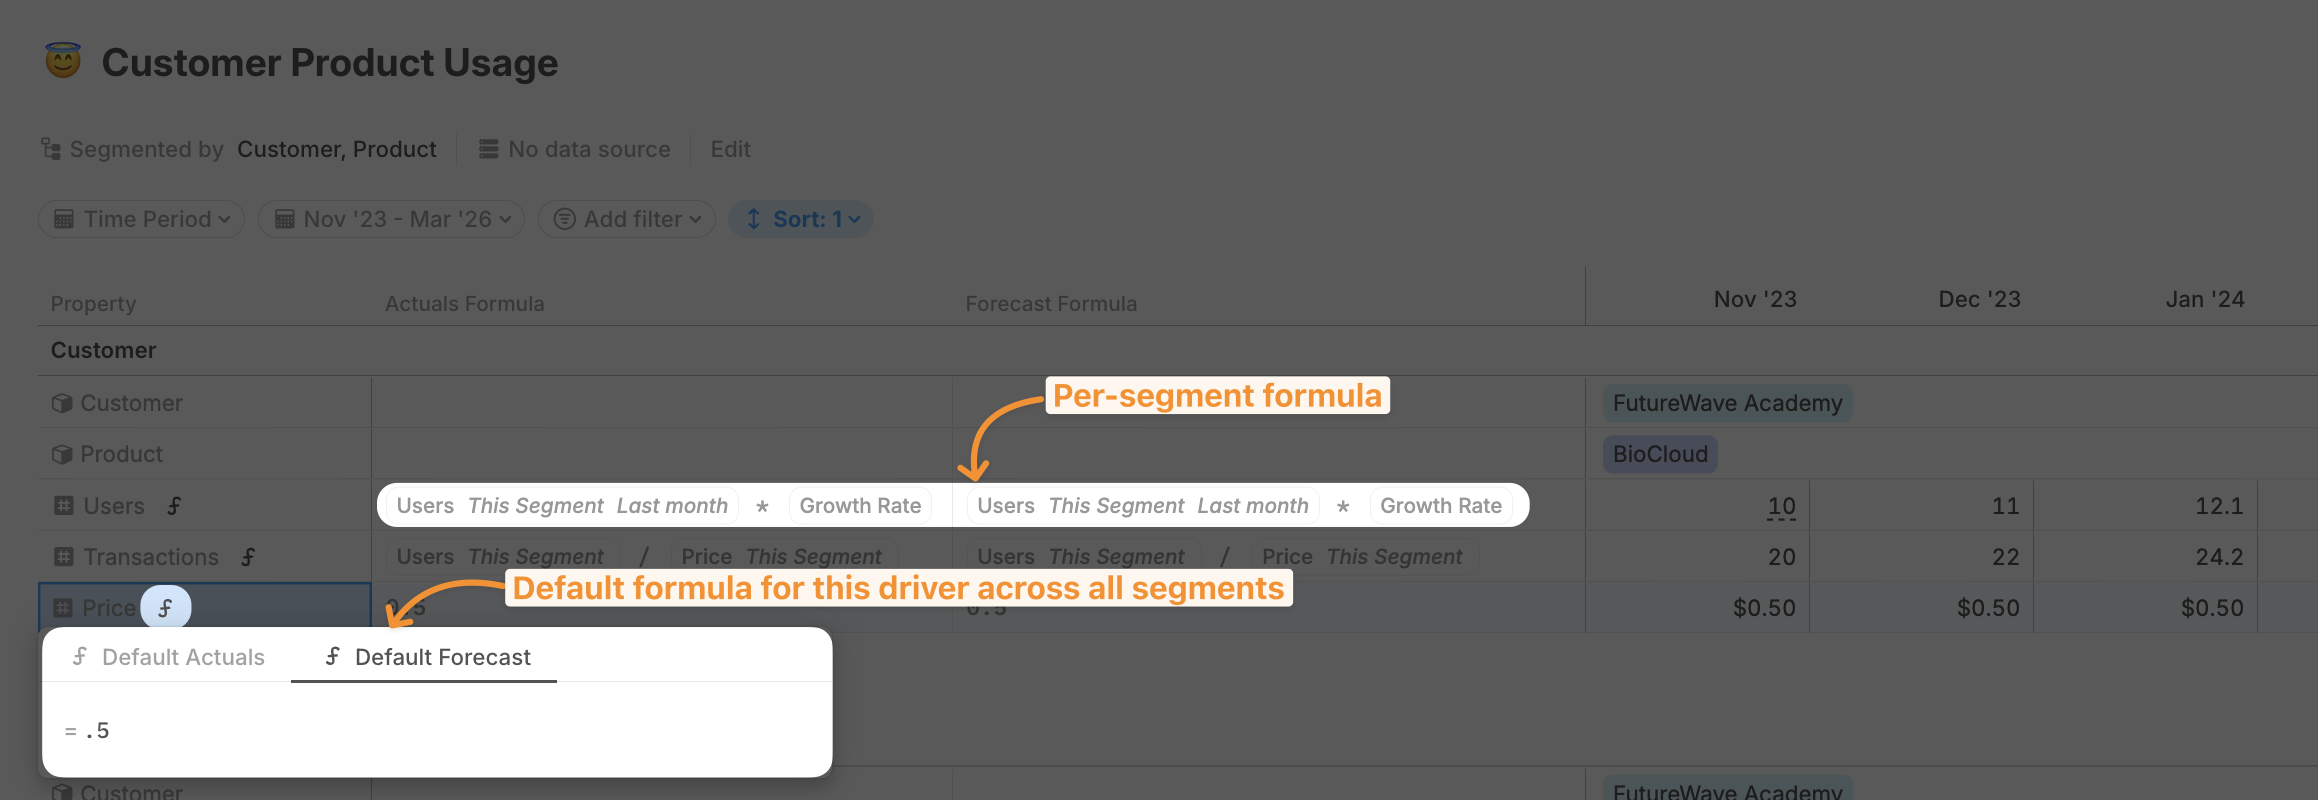 Customer Product Usage
Segmented by Customer, Product No data source Edit
Time Period Nov '23 - Mar '26 Add filter Sort: 1
Property Actuals Formula Forecast Formula Nov '23 Dec '23 Jan '24
Customer
Per-segment formula
Customer FutureWave Academy
Product BioCloud
Users Users This Segment Last month * Growth Rate Users This Segment Last month * Growth Rate 10 11 12.1
Transactions Users This Segment / Price This Segment Users This Segment / Price This Segment 20 22 24.2
Default formula for this driver across all segments
Price 0.5 0.5 $0.50 $0.50 $0.50
Default Actuals Default Forecast
= .5
Customer FutureWave Academy